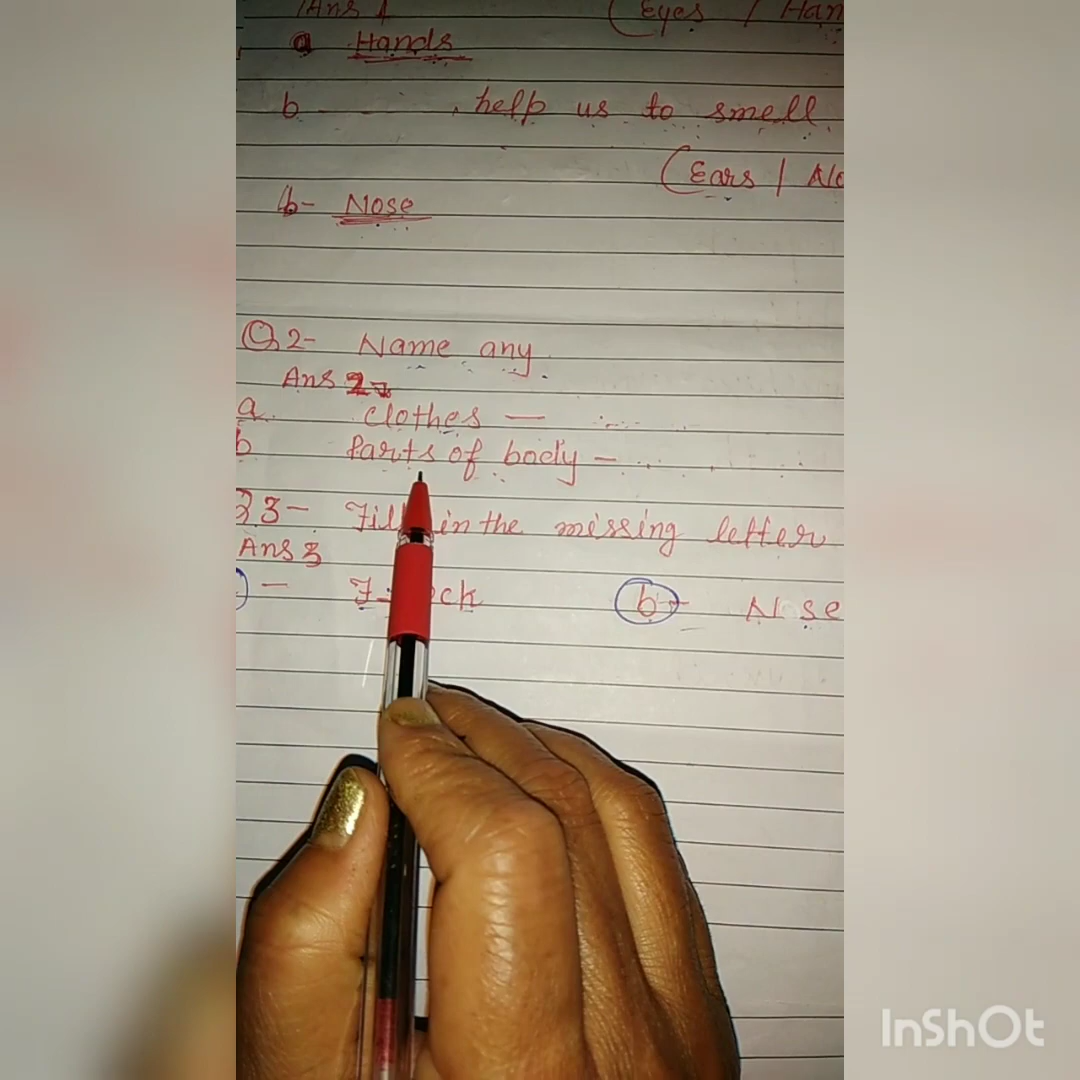 Ans 1 (Eyes / Han
a Hands
b - - - - help us to smell.
(Ears / No
b- Nose
Q2- Name any
Ans 2-
a. clothes —
b Parts of body —
Q3- Fill in the missing letter
Ans 3
— F-ock b- N-se
InShOt